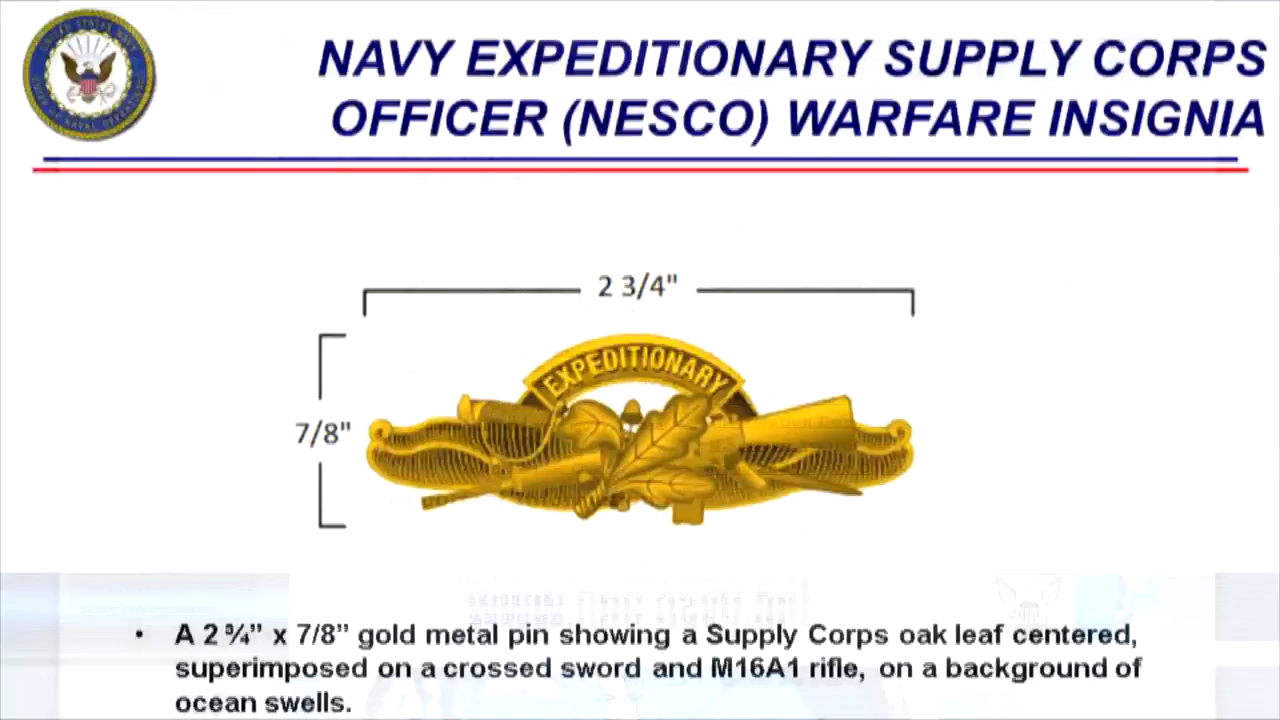 NAVY EXPEDITIONARY SUPPLY CORPS
OFFICER (NESCO) WARFARE INSIGNIA
2 3/4"
EXPEDITIONARY
7/8"
• A 2 ¾” x 7/8” gold metal pin showing a Supply Corps oak leaf centered,
superimposed on a crossed sword and M16A1 rifle, on a background of
ocean swells.